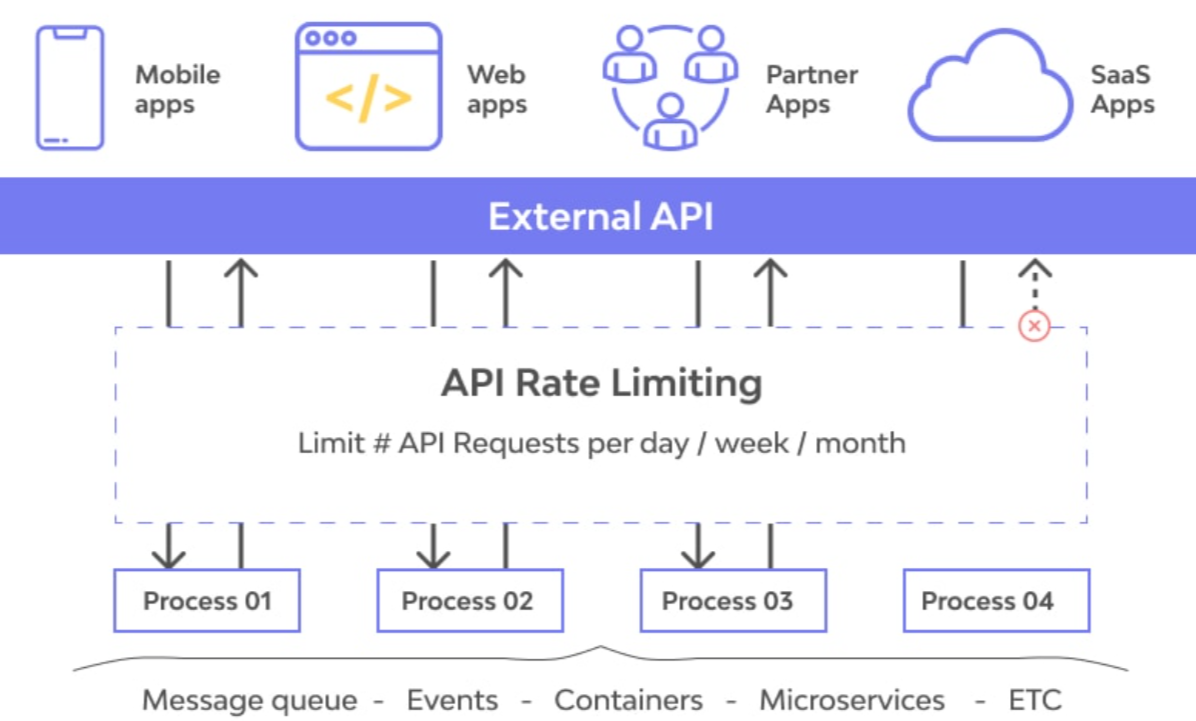 Mobile
apps
Web
apps
Partner
Apps
SaaS
Apps
</>
External API
API Rate Limiting
Limit # API Requests per day / week / month
Process 01
Process 02
Process 03
Process 04
Message queue - Events - Containers - Microservices - ETC